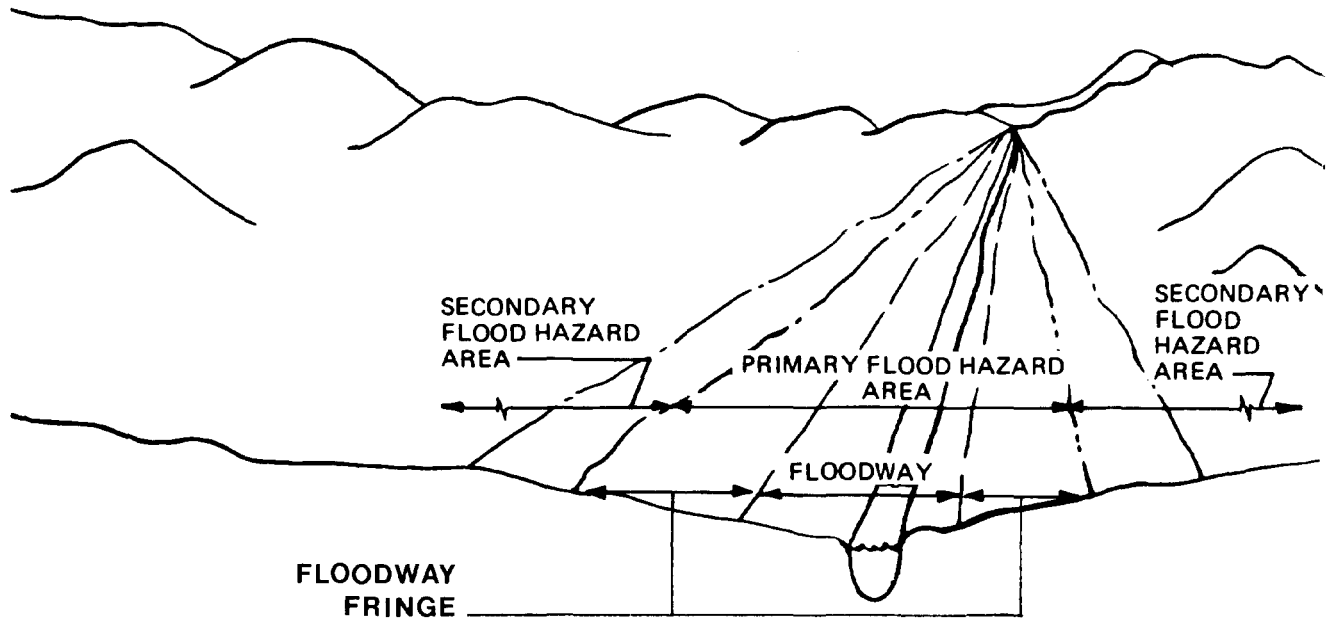 SECONDARY
FLOOD HAZARD
AREA
PRIMARY FLOOD HAZARD
AREA
SECONDARY
FLOOD
HAZARD
AREA
FLOODWAY
FLOODWAY
FRINGE